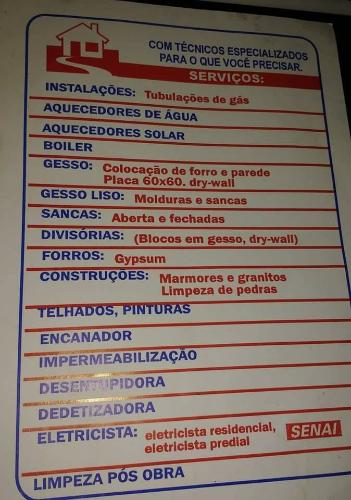 COM TÉCNICOS ESPECIALIZADOS
PARA O QUE VOCÊ PRECISAR.
SERVIÇOS:
INSTALAÇÕES: Tubulações de gás
AQUECEDORES DE ÁGUA
AQUECEDORES SOLAR
BOILER
GESSO: Colocação de forro e parede
Placa 60x60. dry-wall
GESSO LISO: Molduras e sancas
SANCAS: Aberta e fechadas
DIVISÓRIAS: (Blocos em gesso, dry-wall)
FORROS: Gypsum
CONSTRUÇÕES: Marmores e granitos
Limpeza de pedras
TELHADOS, PINTURAS
ENCANADOR
IMPERMEABILIZAÇÃO
DESENTUPIDORA
DEDETIZADORA
ELETRICISTA: eletricista residencial, SENAI
eletricista predial
LIMPEZA PÓS OBRA